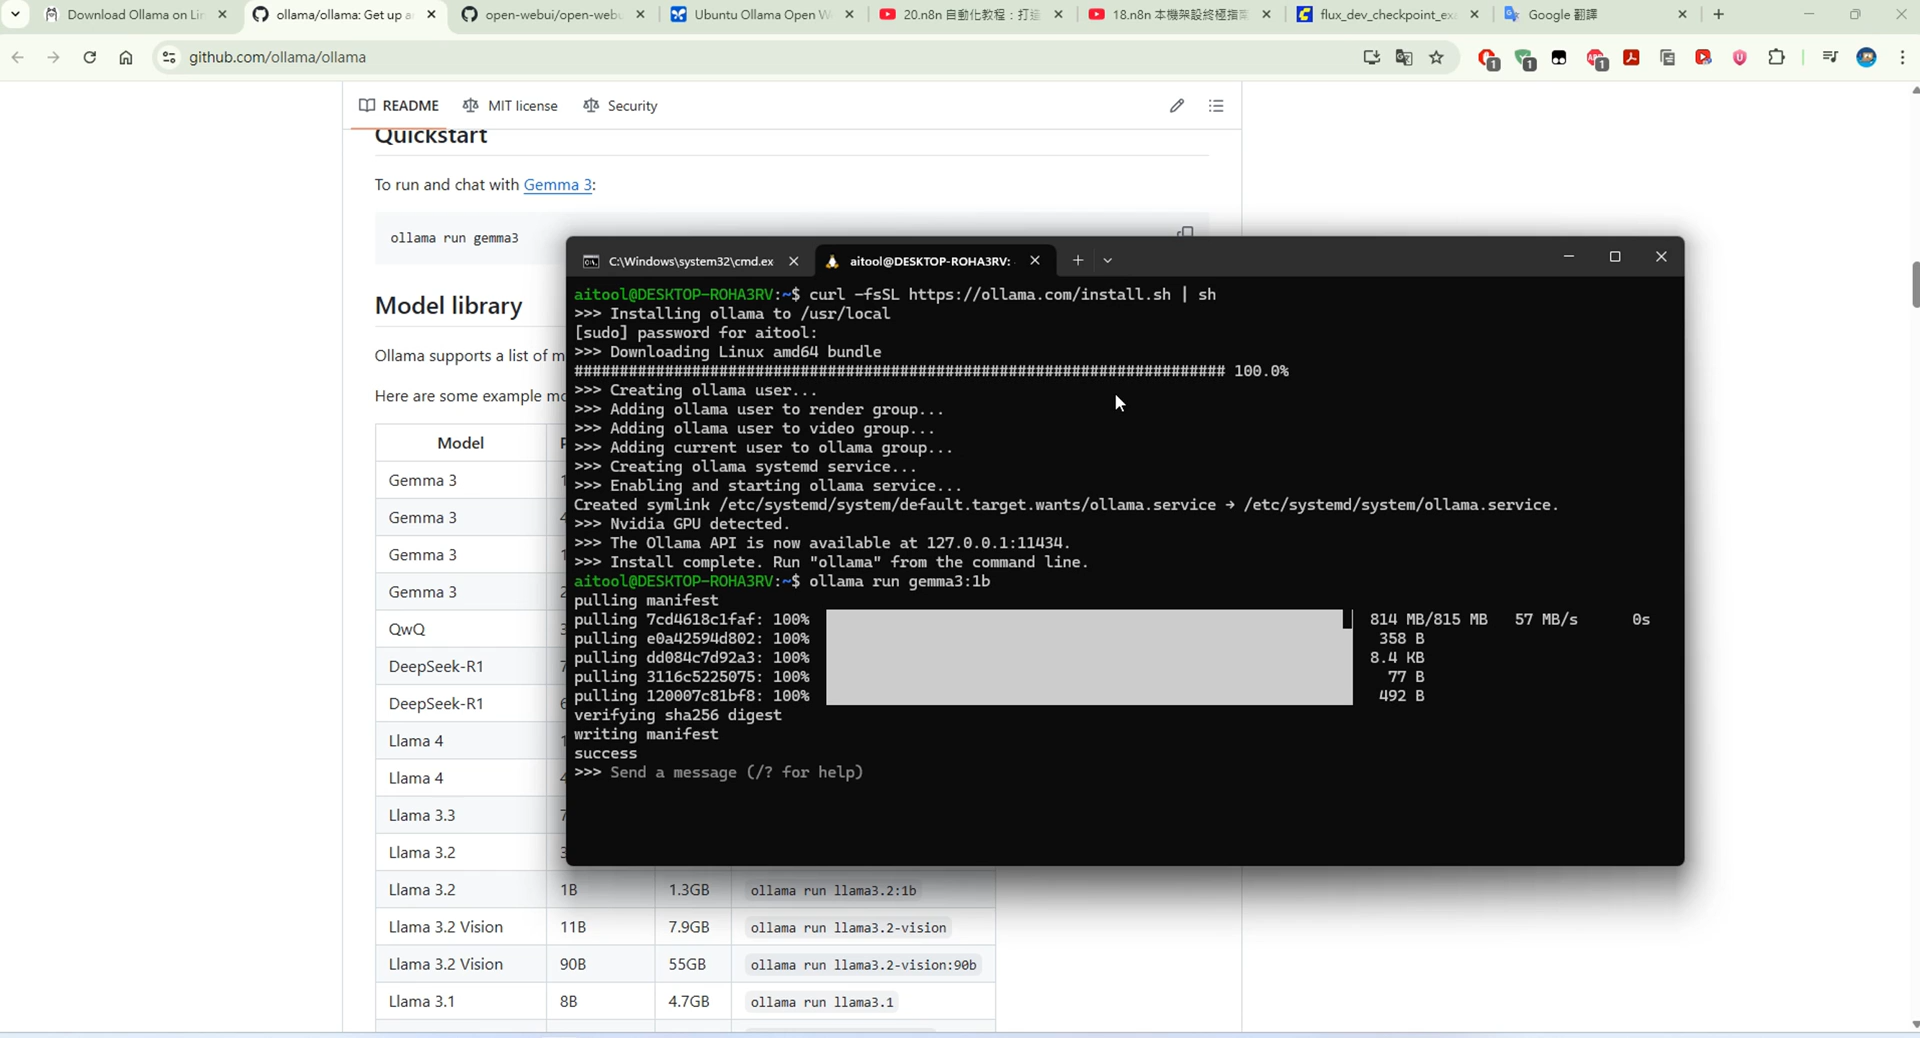 Download Ollama on Lin
ollama/ollama: Get up a
open-webui/open-webu
Ubuntu Ollama Open W
20.n8n 自動化教程：打造
18.n8n 本機架設終極指南
flux_dev_checkpoint_exa
Google 翻譯
github.com/ollama/ollama
1
1
1
README
MIT license
Security
Quickstart
To run and chat with Gemma 3:
ollama run gemma3
Model library
Ollama supports a list of m
Here are some example mo
Model
Gemma 3
Gemma 3
Gemma 3
Gemma 3
QwQ
DeepSeek-R1
DeepSeek-R1
Llama 4
Llama 4
Llama 3.3
Llama 3.2
Llama 3.2 1B 1.3GB ollama run llama3.2:1b
Llama 3.2 Vision 11B 7.9GB ollama run llama3.2-vision
Llama 3.2 Vision 90B 55GB ollama run llama3.2-vision:90b
Llama 3.1 8B 4.7GB ollama run llama3.1
C:\Windows\system32\cmd.ex
aitool@DESKTOP-ROHA3RV:
aitool@DESKTOP-ROHA3RV:~$ curl -fsSL https://ollama.com/install.sh | sh
>>> Installing ollama to /usr/local
[sudo] password for aitool:
>>> Downloading Linux amd64 bundle
######################################################################## 100.0%
>>> Creating ollama user...
>>> Adding ollama user to render group...
>>> Adding ollama user to video group...
>>> Adding current user to ollama group...
>>> Creating ollama systemd service...
>>> Enabling and starting ollama service...
Created symlink /etc/systemd/system/default.target.wants/ollama.service → /etc/systemd/system/ollama.service.
>>> Nvidia GPU detected.
>>> The Ollama API is now available at 127.0.0.1:11434.
>>> Install complete. Run "ollama" from the command line.
aitool@DESKTOP-ROHA3RV:~$ ollama run gemma3:1b
pulling manifest
pulling 7cd4618c1faf: 100% 814 MB/815 MB 57 MB/s 0s
pulling e0a42594d802: 100% 358 B
pulling dd084c7d92a3: 100% 8.4 KB
pulling 3116c5225075: 100% 77 B
pulling 120007c81bf8: 100% 492 B
verifying sha256 digest
writing manifest
success
>>> Send a message (/? for help)